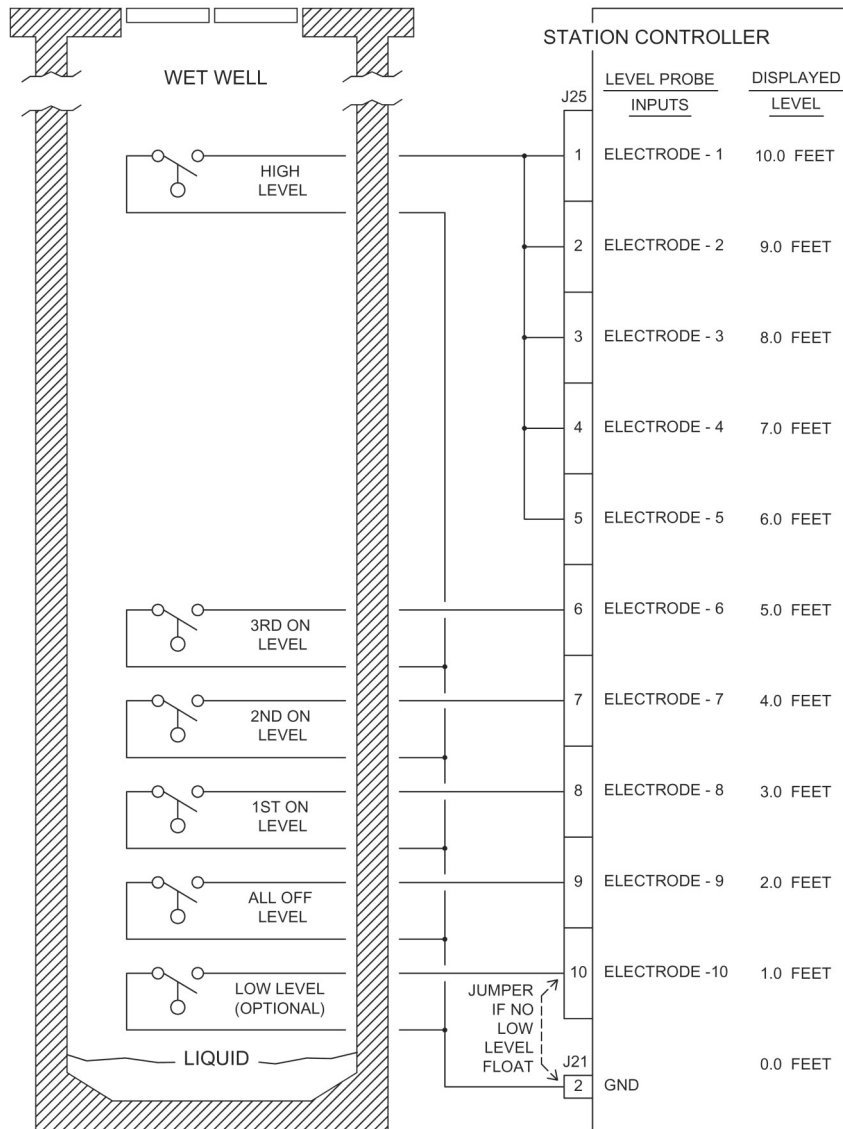 STATION CONTROLLER
WET WELL
LEVEL PROBE
INPUTS
DISPLAYED
LEVEL
J25
HIGH
LEVEL
1 ELECTRODE - 1 10.0 FEET
2 ELECTRODE - 2 9.0 FEET
3 ELECTRODE - 3 8.0 FEET
4 ELECTRODE - 4 7.0 FEET
5 ELECTRODE - 5 6.0 FEET
3RD ON
LEVEL
6 ELECTRODE - 6 5.0 FEET
2ND ON
LEVEL
7 ELECTRODE - 7 4.0 FEET
1ST ON
LEVEL
8 ELECTRODE - 8 3.0 FEET
ALL OFF
LEVEL
9 ELECTRODE - 9 2.0 FEET
LOW LEVEL
(OPTIONAL)
10 ELECTRODE -10 1.0 FEET
JUMPER
IF NO
LOW
LEVEL
FLOAT
LIQUID
J21
0.0 FEET
2 GND